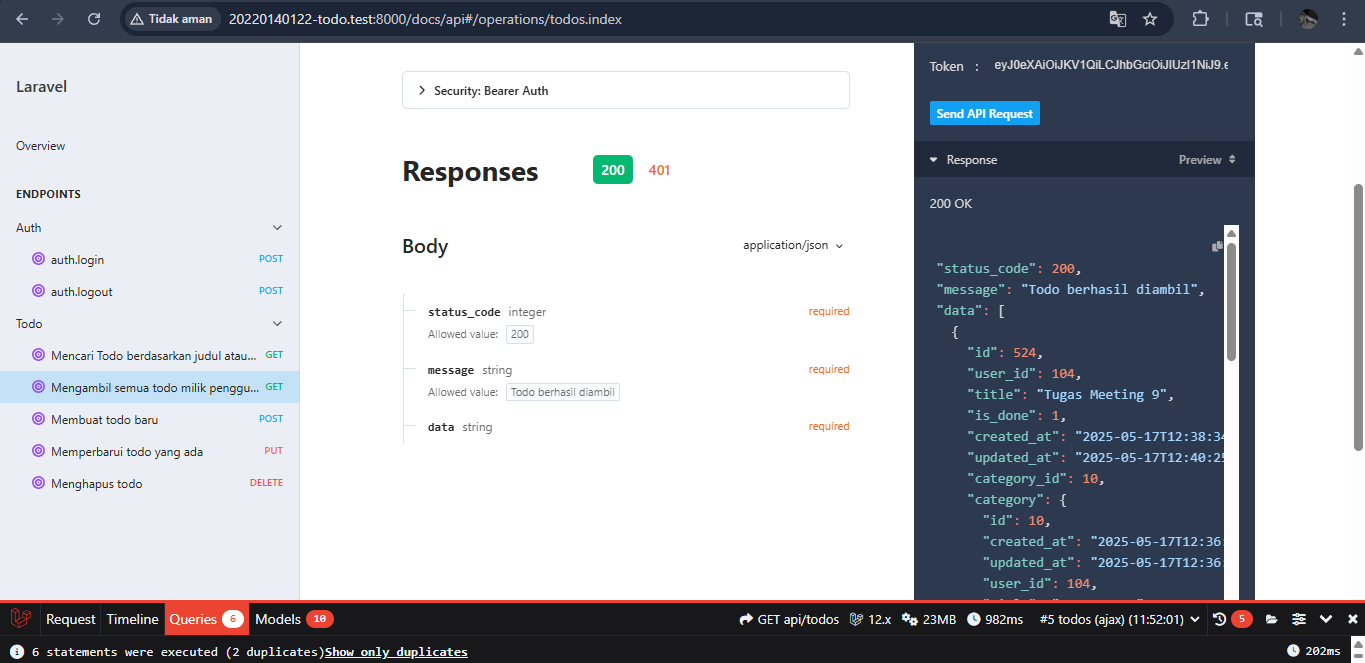 Tidak aman
20220140122-todo.test:8000/docs/api#/operations/todos.index
Laravel
Overview
ENDPOINTS
Auth
auth.login POST
auth.logout POST
Todo
Mencari Todo berdasarkan judul atau... GET
Mengambil semua todo milik penggu... GET
Membuat todo baru POST
Memperbarui todo yang ada PUT
Menghapus todo DELETE
Security: Bearer Auth
Responses 200 401
Body application/json
status_code integer required
Allowed value: 200
message string required
Allowed value: Todo berhasil diambil
data string required
Token : eyJ0eXAiOiJKV1QiLCJhbGciOiJIUzI1NiJ9.e
Send API Request
Response Preview
200 OK
"status_code": 200,
"message": "Todo berhasil diambil",
"data": [
{
"id": 524,
"user_id": 104,
"title": "Tugas Meeting 9",
"is_done": 1,
"created_at": "2025-05-17T12:38:34
"updated_at": "2025-05-17T12:40:25
"category_id": 10,
"category": {
"id": 10,
"created_at": "2025-05-17T12:36:
"updated_at": "2025-05-17T12:36:
"user_id": 104,
Request Timeline Queries 6 Models 10 GET api/todos 12.x 23MB 982ms #5 todos (ajax) (11:52:01) 5
6 statements were executed (2 duplicates)Show only duplicates 202ms